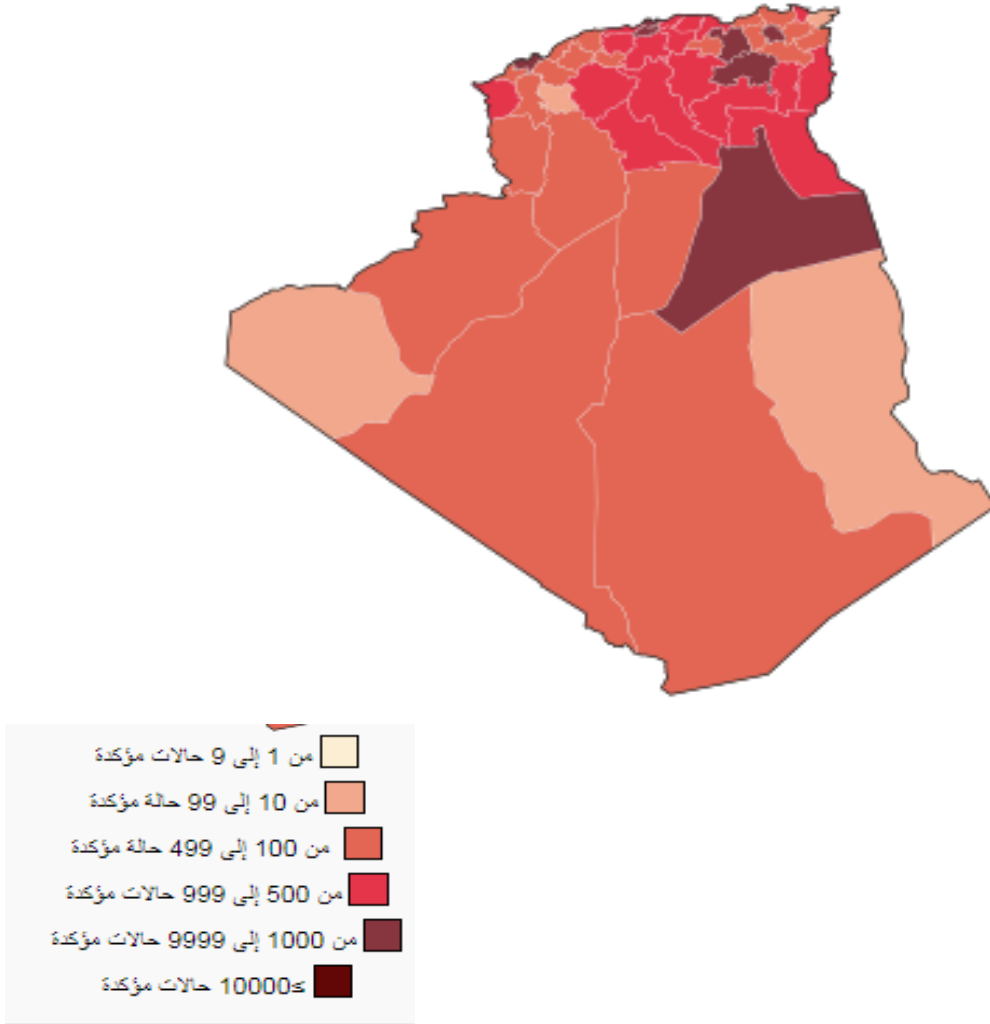 من 1 إلى 9 حالات مؤكدة
من 10 إلى 99 حالة مؤكدة
من 100 إلى 499 حالة مؤكدة
من 500 إلى 999 حالات مؤكدة
من 1000 إلى 9999 حالات مؤكدة
≥10000 حالات مؤكدة